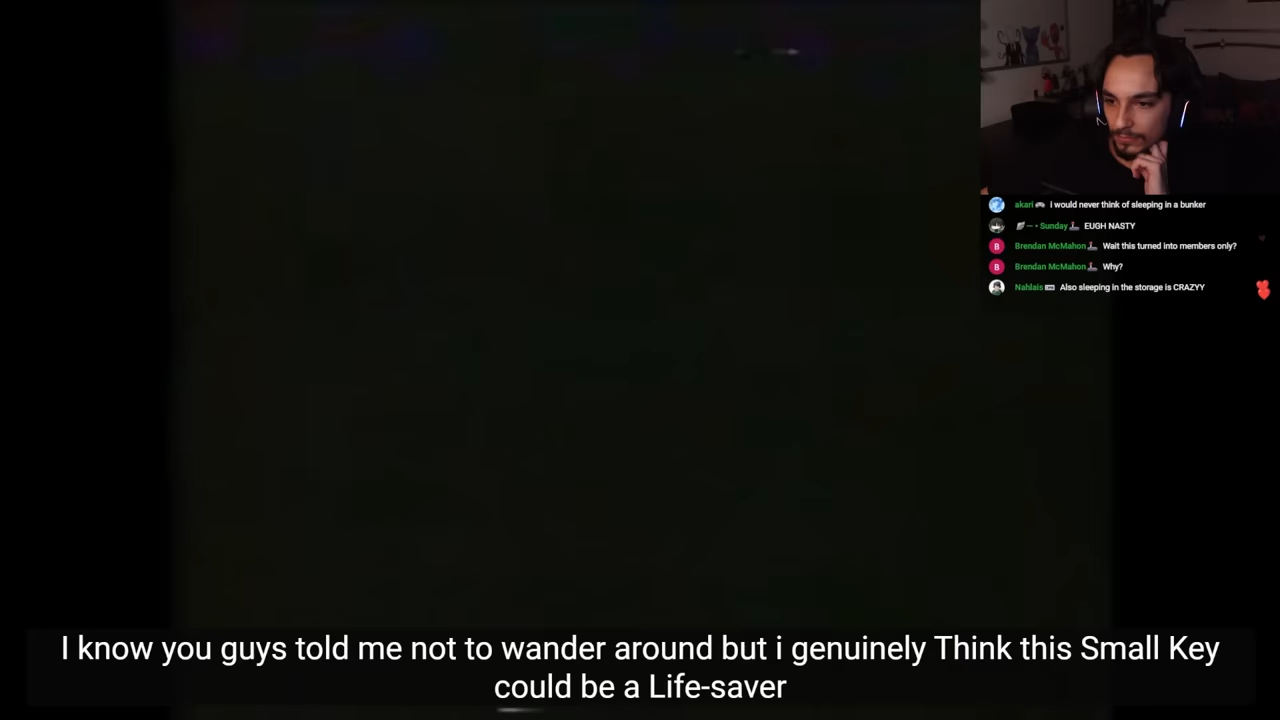 akari i would never think of sleeping in a bunker
Sunday EUGH NASTY
Brendan McMahon Wait this turned into members only?
Brendan McMahon Why?
Nahlais Also sleeping in the storage is CRAZYY
I know you guys told me not to wander around but i genuinely Think this Small Key
could be a Life-saver